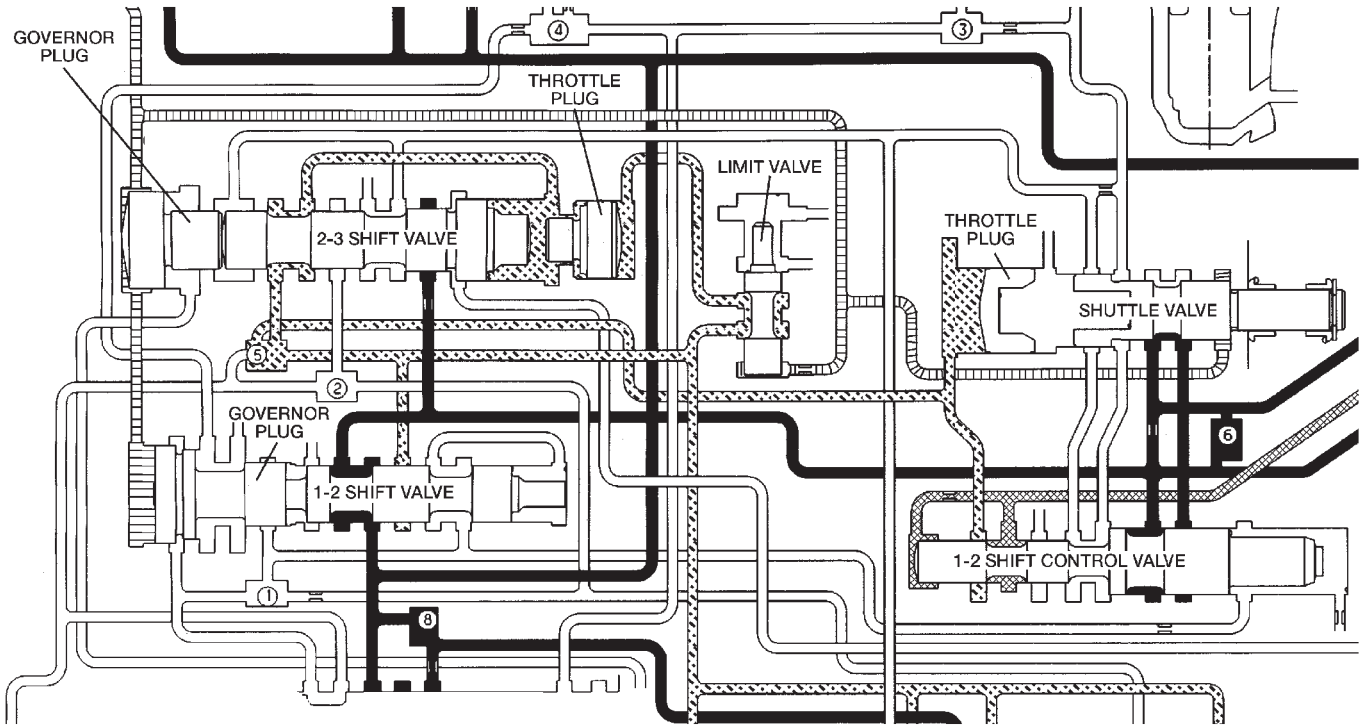 4
3
GOVERNOR
PLUG
THROTTLE
PLUG
LIMIT VALVE
THROTTLE
PLUG
2-3 SHIFT VALVE
SHUTTLE VALVE
5
2
GOVERNOR
PLUG
6
1-2 SHIFT VALVE
1-2 SHIFT CONTROL VALVE
1
8